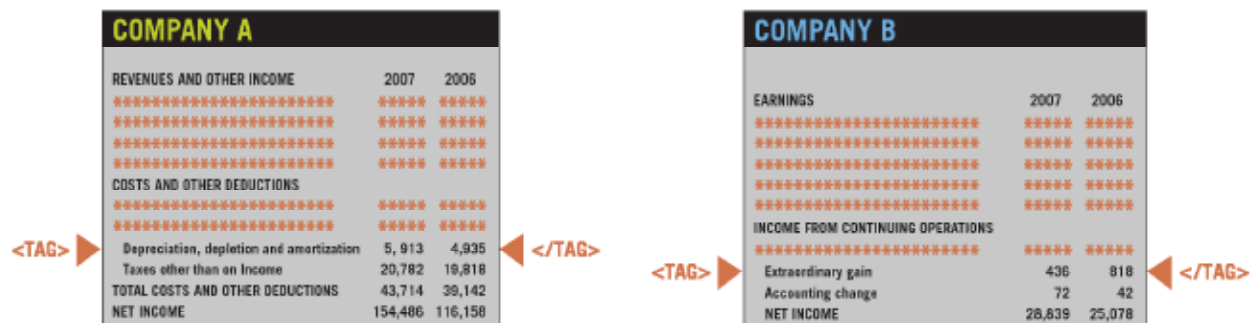 COMPANY A
REVENUES AND OTHER INCOME 2007 2006
*********************** ***** *****
*********************** ***** *****
*********************** ***** *****
*********************** ***** *****
COSTS AND OTHER DEDUCTIONS
*********************** ***** *****
*********************** ***** *****
<TAG> Depreciation, depletion and amortization 5, 913 4,935 </TAG>
Taxes other than on Income 20,782 19,818
TOTAL COSTS AND OTHER DEDUCTIONS 43,714 39,142
NET INCOME 154,486 116,158
COMPANY B
EARNINGS 2007 2006
*********************** ***** *****
*********************** ***** *****
*********************** ***** *****
*********************** ***** *****
*********************** ***** *****
INCOME FROM CONTINUING OPERATIONS
*********************** ***** *****
<TAG> Extraordinary gain 436 818 </TAG>
Accounting change 72 42
NET INCOME 28,839 25,078